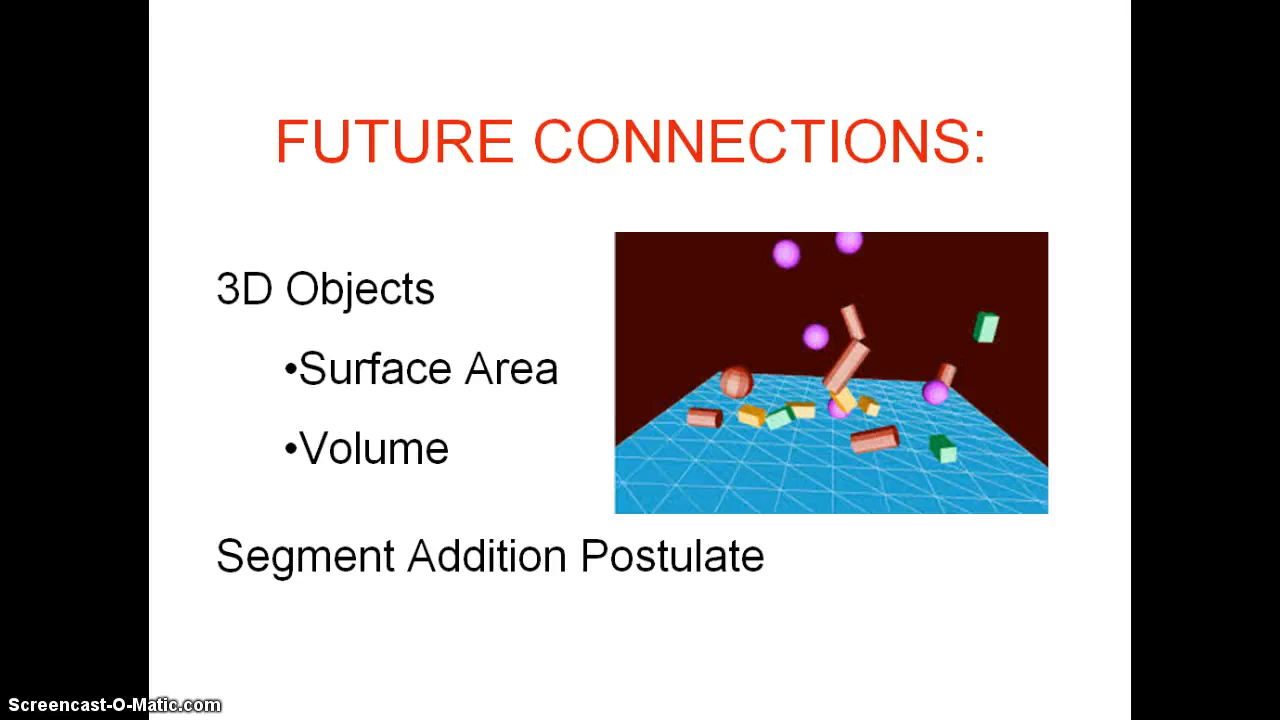 FUTURE CONNECTIONS:
3D Objects
•Surface Area
•Volume
Segment Addition Postulate
Screencast-O-Matic.com